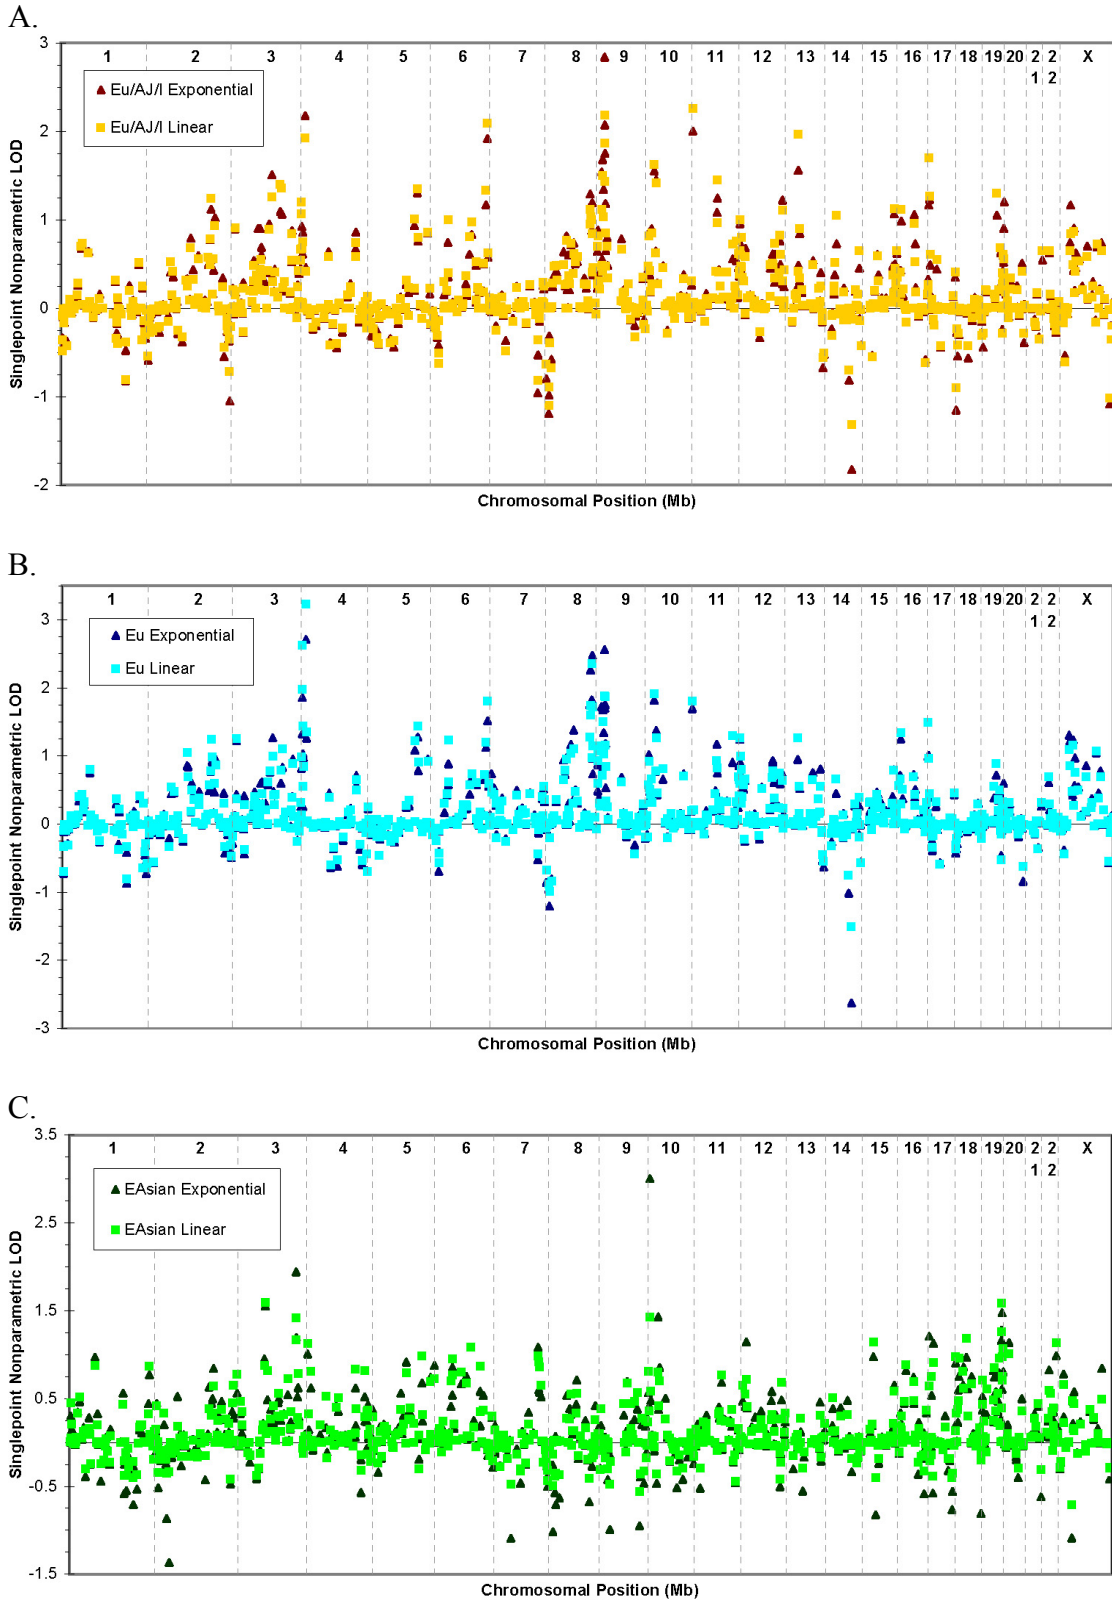 A.
3
2
1
0
-1
-2
Singlepoint Nonparametric LOD
1 2 3 4 5 6 7 8 9 10 11 12 13 14 15 16 17 18 19 20 2 2 X
1 2
Eu/AJ/I Exponential
Eu/AJ/I Linear
Chromosomal Position (Mb)
B.
3
2
1
0
-1
-2
-3
Singlepoint Nonparametric LOD
1 2 3 4 5 6 7 8 9 10 11 12 13 14 15 16 17 18 19 20 2 2 X
1 2
Eu Exponential
Eu Linear
Chromosomal Position (Mb)
C.
3.5
2.5
1.5
0.5
-0.5
-1.5
Singlepoint Nonparametric LOD
1 2 3 4 5 6 7 8 9 10 11 12 13 14 15 16 17 18 19 20 2 2 X
1 2
EAsian Exponential
EAsian Linear
Chromosomal Position (Mb)